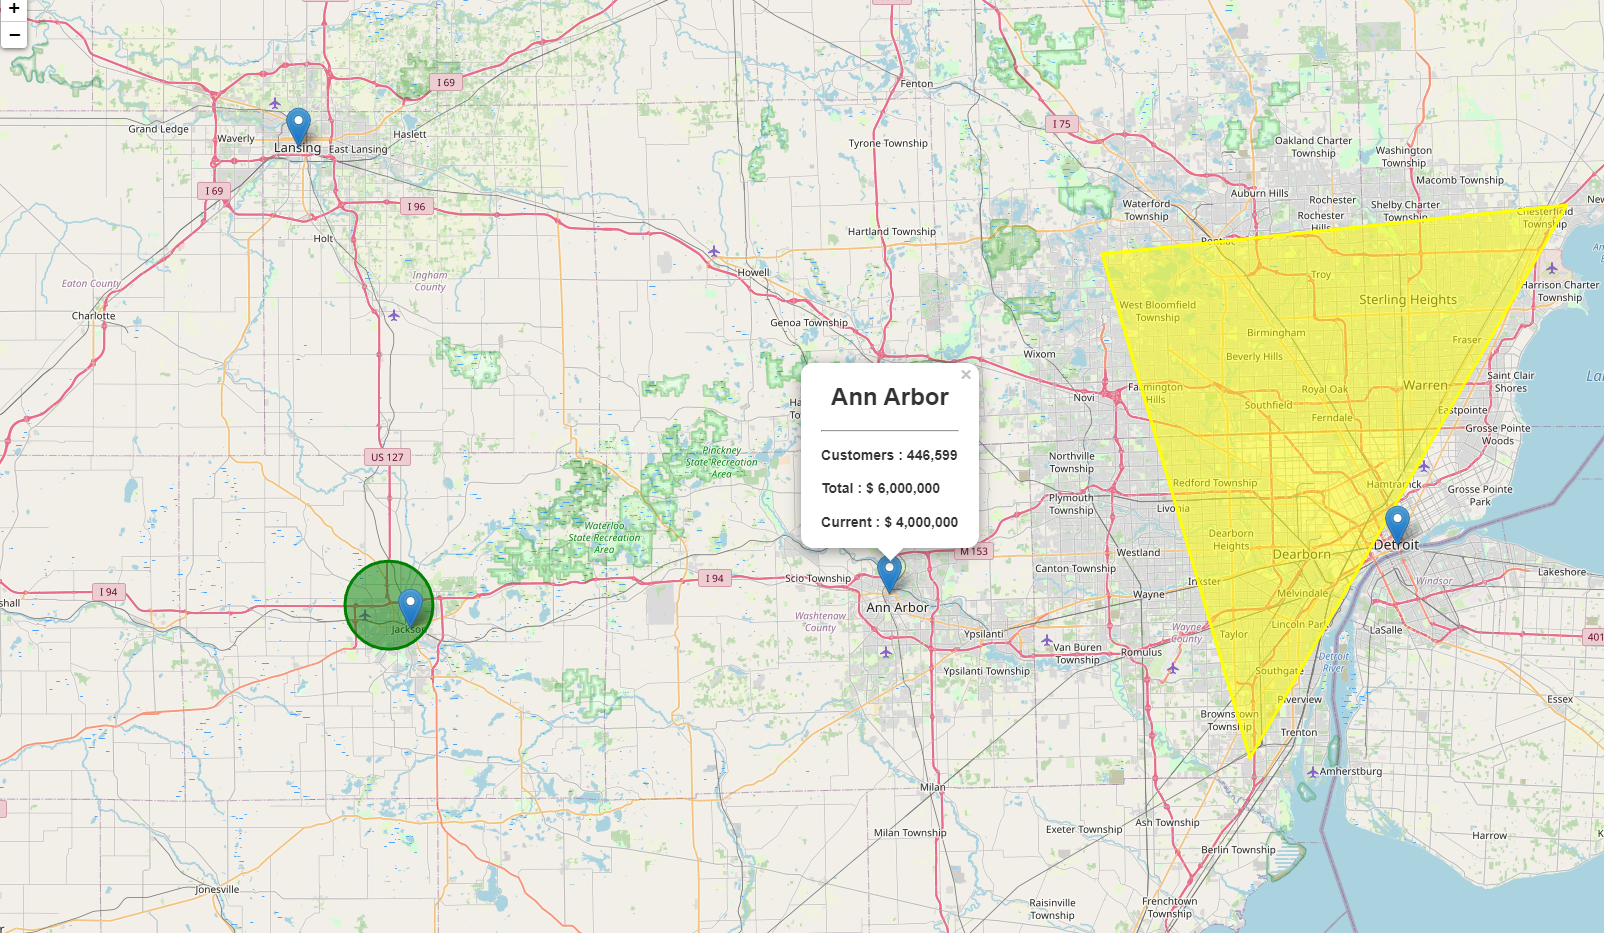 +
−
Fenton
I 69
I 75
Grand Ledge
Waverly
Haslett
Lansing
East Lansing
Tyrone Township
Oakland Charter
Township
Washington
Township
Macomb Township
I 69
I 96
Auburn Hills
Rochester
Rochester
Hills
Shelby Charter
Township
Waterford
Township
Chesterfield
Township
Holt
Hartland Township
Ingham
County
Howell
Eaton County
Charlotte
Troy
Sterling Heights
Harrison Charter
Township
West Bloomfield
Township
Genoa Township
Birmingham
Fraser
Wixom
Beverly Hills
Saint Clair
Shores
Farmington
Hills
Novi
Royal Oak
Warren
Southfield
Ferndale
Eastpointe
Grosse Pointe
Woods
×
Ann Arbor
Customers : 446,599
Total : $ 6,000,000
Current : $ 4,000,000
US 127
Pinckney
State Recreation
Area
Northville
Township
Redford Township
Hamtramck
Grosse Pointe
Park
Plymouth
Township
Livonia
Waterloo
State Recreation
Area
Dearborn
Heights
Dearborn
Detroit
M 153
Westland
Canton Township
Inkster
Windsor
Lakeshore
I 94
I 94
Scio Township
Wayne
Melvindale
Ann Arbor
Washtenaw
County
Jackson
Lincoln Park
LaSalle
401
Ypsilanti
Taylor
Wayne
County
Van Buren
Township
Romulus
Ypsilanti Township
Detroit
River
Southgate
Riverview
Essex
Brownstown
Township
Trenton
Amherstburg
Milan
Milan Township
Exeter Township
Ash Township
Berlin Township
Harrow
Jonesville
Raisinville
Township
Frenchtown
Township